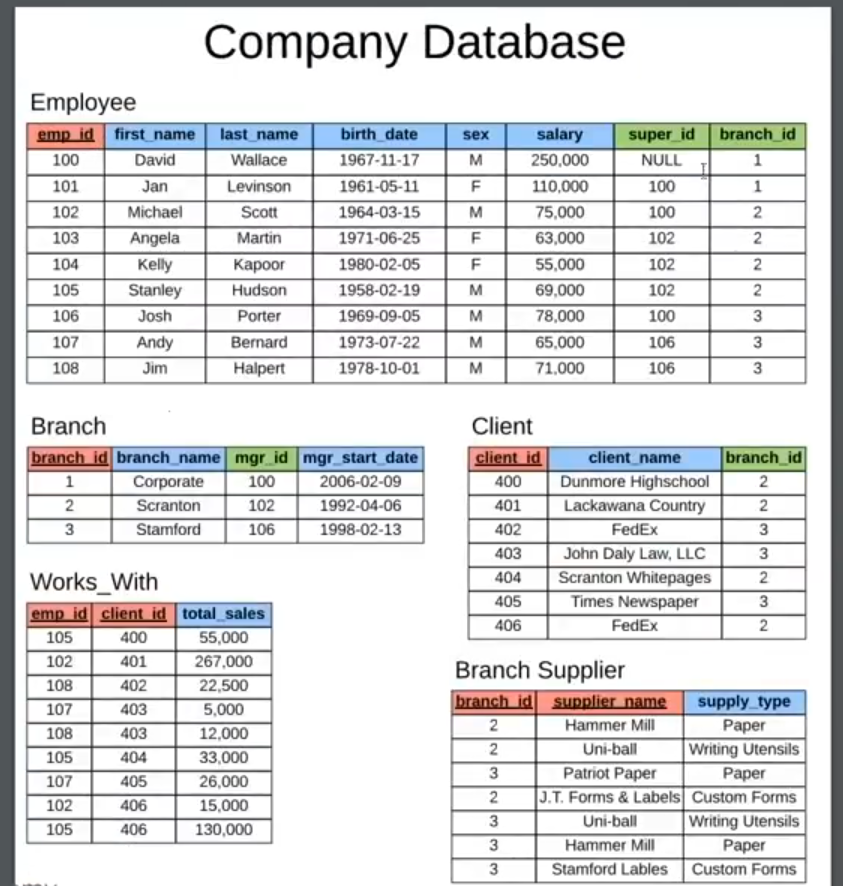 Company Database
Employee
emp_id first_name last_name birth_date sex salary super_id branch_id
100 David Wallace 1967-11-17 M 250,000 NULL 1
101 Jan Levinson 1961-05-11 F 110,000 100 1
102 Michael Scott 1964-03-15 M 75,000 100 2
103 Angela Martin 1971-06-25 F 63,000 102 2
104 Kelly Kapoor 1980-02-05 F 55,000 102 2
105 Stanley Hudson 1958-02-19 M 69,000 102 2
106 Josh Porter 1969-09-05 M 78,000 100 3
107 Andy Bernard 1973-07-22 M 65,000 106 3
108 Jim Halpert 1978-10-01 M 71,000 106 3
Branch
branch_id branch_name mgr_id mgr_start_date
1 Corporate 100 2006-02-09
2 Scranton 102 1992-04-06
3 Stamford 106 1998-02-13
Works_With
emp_id client_id total_sales
105 400 55,000
102 401 267,000
108 402 22,500
107 403 5,000
108 403 12,000
105 404 33,000
107 405 26,000
102 406 15,000
105 406 130,000
Client
client_id client_name branch_id
400 Dunmore Highschool 2
401 Lackawana Country 2
402 FedEx 3
403 John Daly Law, LLC 3
404 Scranton Whitepages 2
405 Times Newspaper 3
406 FedEx 2
Branch Supplier
branch_id supplier_name supply_type
2 Hammer Mill Paper
2 Uni-ball Writing Utensils
3 Patriot Paper Paper
2 J.T. Forms & Labels Custom Forms
3 Uni-ball Writing Utensils
3 Hammer Mill Paper
3 Stamford Lables Custom Forms